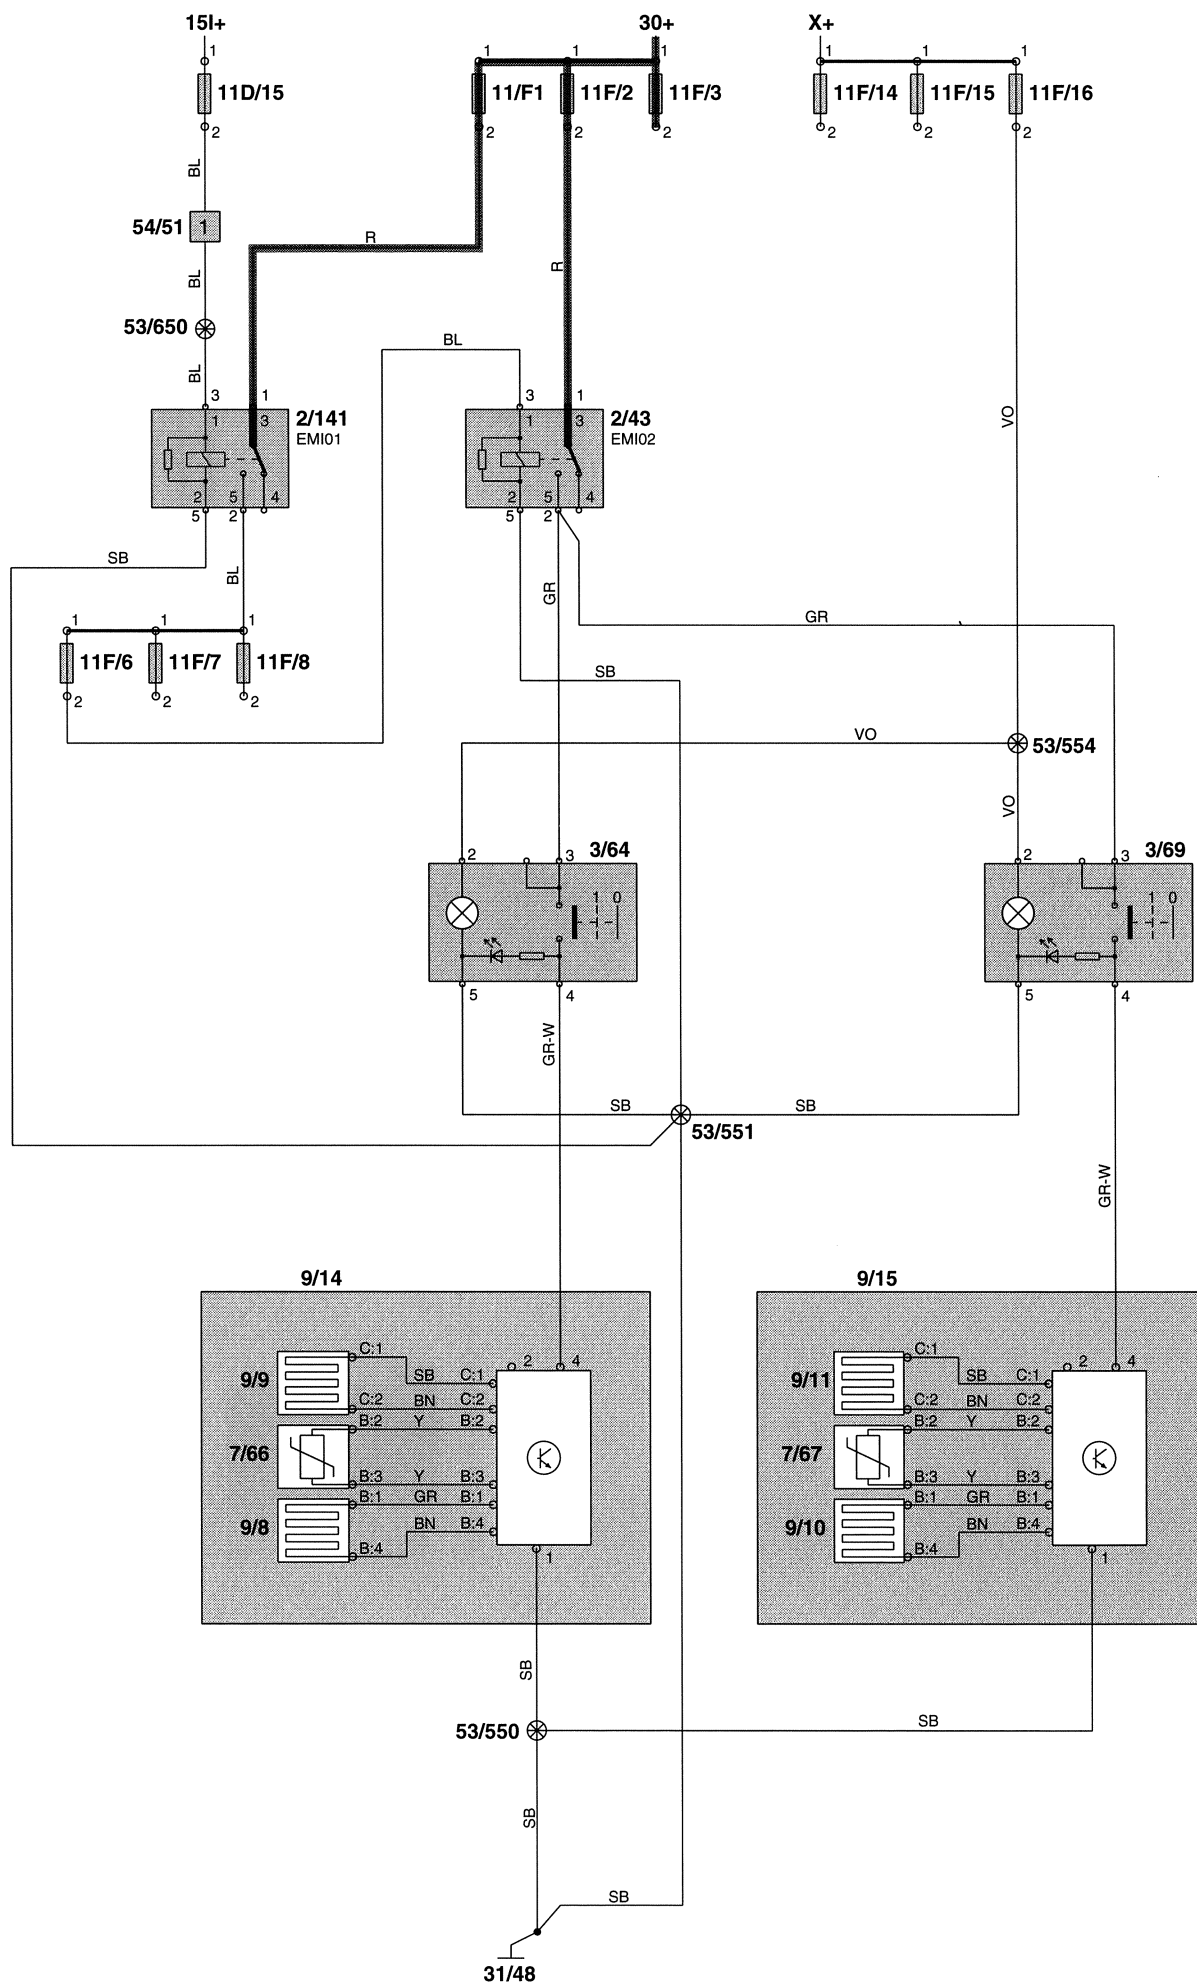 15I+ 30+ X+
1 1 1 1 1 1 1
11D/15 11/F1 11F/2 11F/3 11F/14 11F/15 11F/16
2 2 2 2 2 2 2
BL
54/51 1
R
BL R
53/650
BL
BL
3 1 3 1
2/141 2/43
1 3 EMI01 1 3 EMI02
VO
2 5 4 2 5 4
5 2 5 2
SB BL GR
GR
1 1 1
11F/6 11F/7 11F/8
SB
2 2 2
VO
53/554
VO
3/64 3/69
2 3 2 3
1 0 1 0
5 4 5 4
GR-W
SB SB
53/551
GR-W
9/14 9/15
2 4 2 4
C:1 C:1
9/9 SB C:1 9/11 SB C:1
C:2 BN C:2 C:2 BN C:2
B:2 Y B:2 B:2 Y B:2
7/66 7/67
B:3 Y B:3 B:3 Y B:3
B:1 GR B:1 B:1 GR B:1
9/8 BN B:4 9/10 BN B:4
B:4 B:4
1 1
SB
53/550 SB
SB
SB
31/48